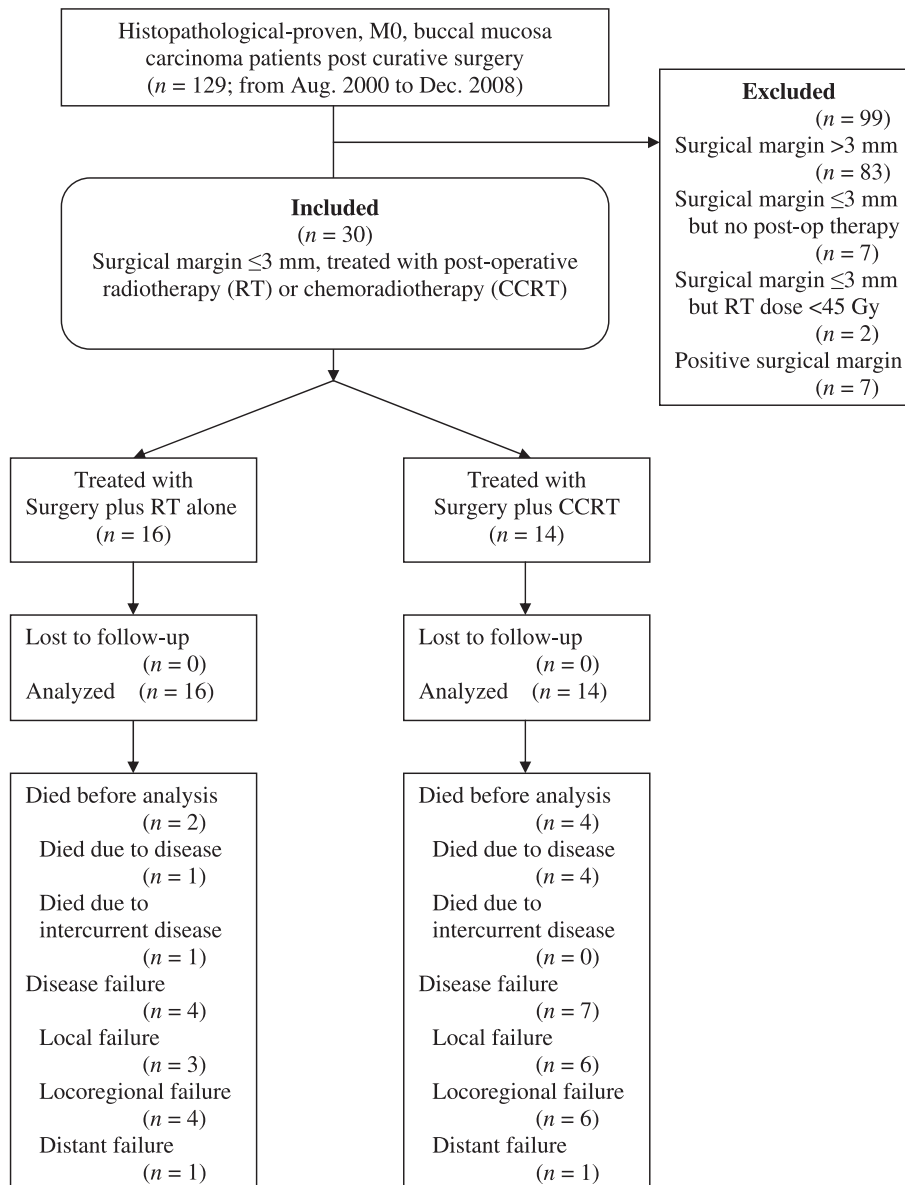 Histopathological-proven, M0, buccal mucosa
carcinoma patients post curative surgery
(n = 129; from Aug. 2000 to Dec. 2008)
Excluded
(n = 99)
Surgical margin >3 mm
(n = 83)
Surgical margin ≤3 mm
but no post-op therapy
(n = 7)
Surgical margin ≤3 mm
but RT dose <45 Gy
(n = 2)
Positive surgical margin
(n = 7)
Included
(n = 30)
Surgical margin ≤3 mm, treated with post-operative
radiotherapy (RT) or chemoradiotherapy (CCRT)
Treated with
Surgery plus RT alone
(n = 16)
Treated with
Surgery plus CCRT
(n = 14)
Lost to follow-up
(n = 0)
Analyzed (n = 16)
Lost to follow-up
(n = 0)
Analyzed (n = 14)
Died before analysis
(n = 2)
Died due to disease
(n = 1)
Died due to
intercurrent disease
(n = 1)
Disease failure
(n = 4)
Local failure
(n = 3)
Locoregional failure
(n = 4)
Distant failure
(n = 1)
Died before analysis
(n = 4)
Died due to disease
(n = 4)
Died due to
intercurrent disease
(n = 0)
Disease failure
(n = 7)
Local failure
(n = 6)
Locoregional failure
(n = 6)
Distant failure
(n = 1)